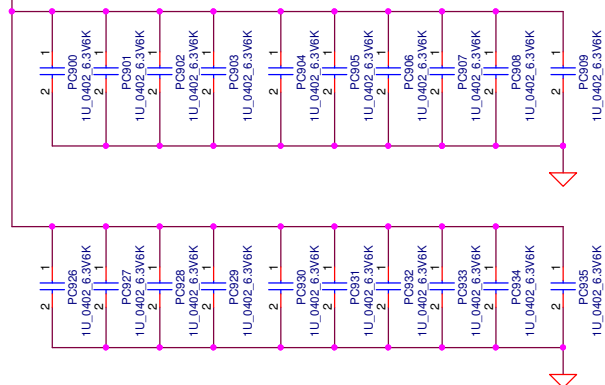 1
2
PC900
1U_0402_6.3V6K
1
2
PC901
1U_0402_6.3V6K
1
2
PC902
1U_0402_6.3V6K
1
2
PC903
1U_0402_6.3V6K
1
2
PC904
1U_0402_6.3V6K
1
2
PC905
1U_0402_6.3V6K
1
2
PC906
1U_0402_6.3V6K
1
2
PC907
1U_0402_6.3V6K
1
2
PC908
1U_0402_6.3V6K
1
2
PC909
1U_0402_6.3V6K
1
2
PC926
1U_0402_6.3V6K
1
2
PC927
1U_0402_6.3V6K
1
2
PC928
1U_0402_6.3V6K
1
2
PC929
1U_0402_6.3V6K
1
2
PC930
1U_0402_6.3V6K
1
2
PC931
1U_0402_6.3V6K
1
2
PC932
1U_0402_6.3V6K
1
2
PC933
1U_0402_6.3V6K
1
2
PC934
1U_0402_6.3V6K
1
2
PC935
1U_0402_6.3V6K